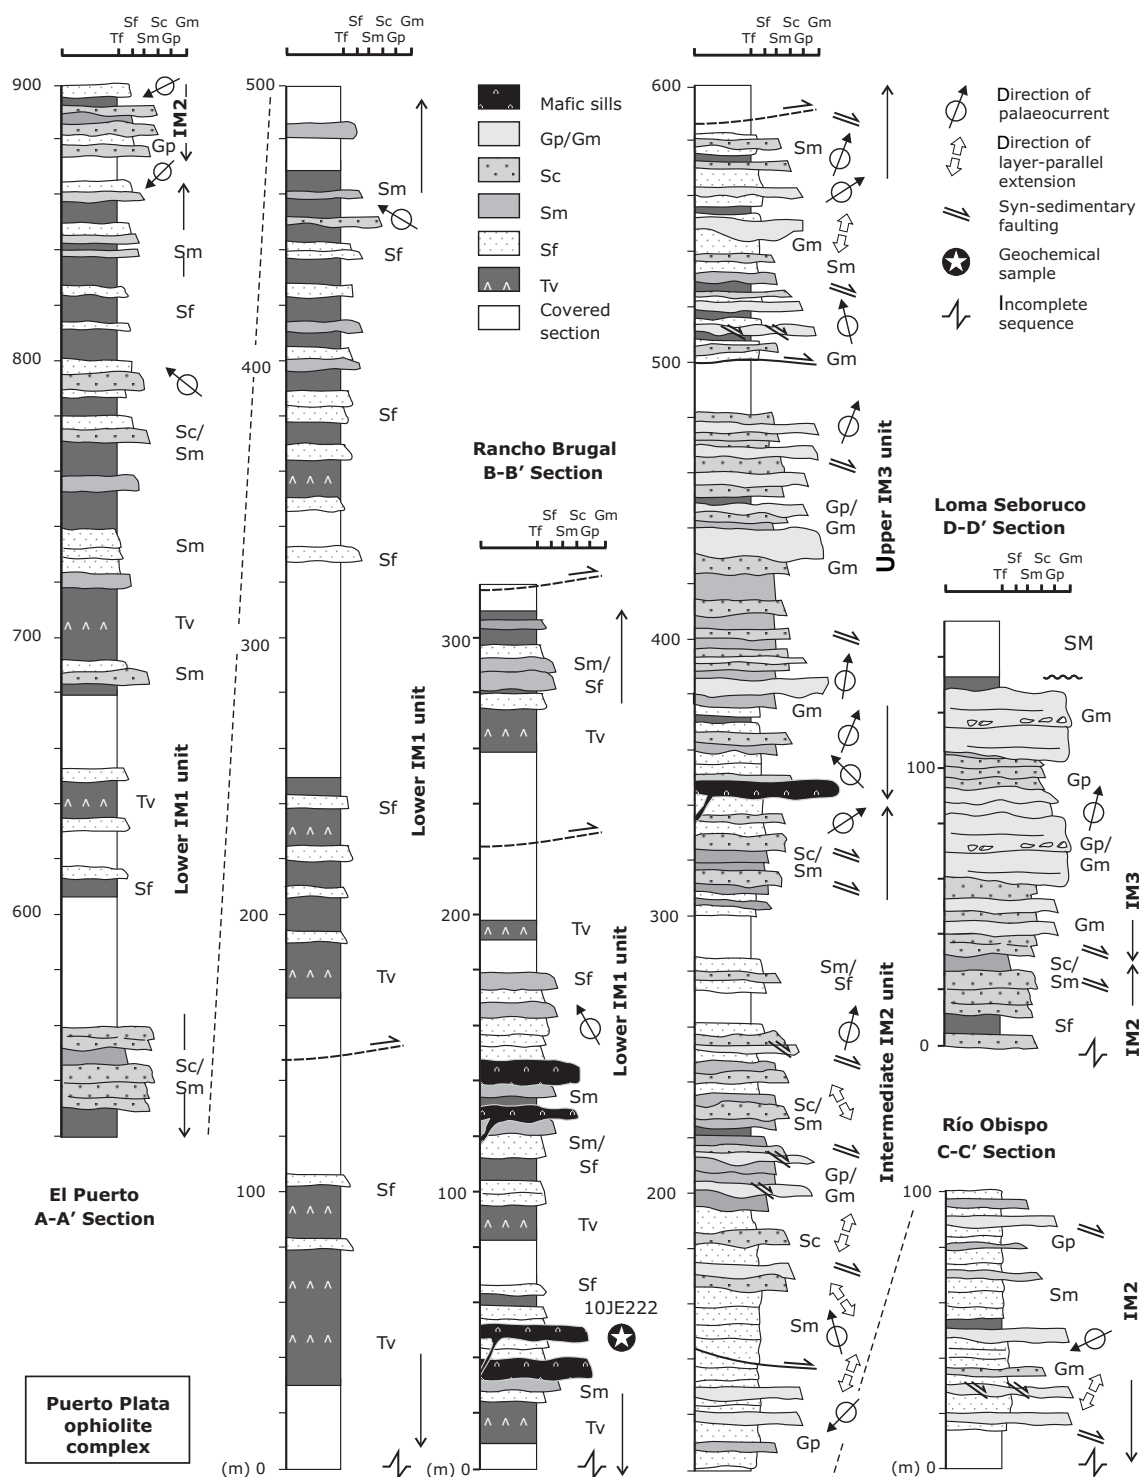 Sf Sc Gm
Tf Sm Gp
900
800
700
600
IM2
Gp
Sm
Sf
Sc/
Sm
Sm
Tv
Sm
Tv
Sf
Sc/
Sm
Lower IM1 unit
El Puerto
A-A' Section
Puerto Plata
ophiolite
complex
Sf Sc Gm
Tf Sm Gp
500
400
300
200
100
(m) 0
Sm
Sf
Sf
Sf
Sf
Tv
Sf
Tv
Lower IM1 unit
Mafic sills
Gp/Gm
Sc
Sm
Sf
Tv
Covered
section
Rancho Brugal
B-B' Section
Sf Sc Gm
Tf Sm Gp
300
200
100
(m) 0
Sm/
Sf
Tv
Tv
Sf
Sm
Sm/
Sf
Tv
Sf
10JE222
Sm
Tv
Lower IM1 unit
Sf Sc Gm
Tf Sm Gp
600
500
400
300
200
Sm
Gm
Sm
Gm
Gp/
Gm
Gm
Gm
Sc/
Sm
Sm/
Sf
Sc/
Sm
Gp/
Gm
Sc
Sm
Gp
Upper IM3 unit
Intermediate IM2 unit
Direction of
palaeocurrent
Direction of
layer-parallel
extension
Syn-sedimentary
faulting
Geochemical
sample
Incomplete
sequence
Loma Seboruco
D-D' Section
Sf Sc Gm
Tf Sm Gp
SM
100
0
Gm
Gp
Gp/
Gm
Gm
Sc/
Sm
Sf
IM3
IM2
Río Obispo
C-C' Section
100
(m) 0
Gp
Sm
Gm
IM2